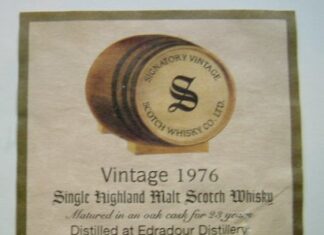 SIGNATORY VINTAGE
S
SCOTCH WHISKY CO. LTD.
Vintage 1976
Single Highland Malt Scotch Whisky
Matured in an oak cask for 23 years
Distilled at Edradour Distillery